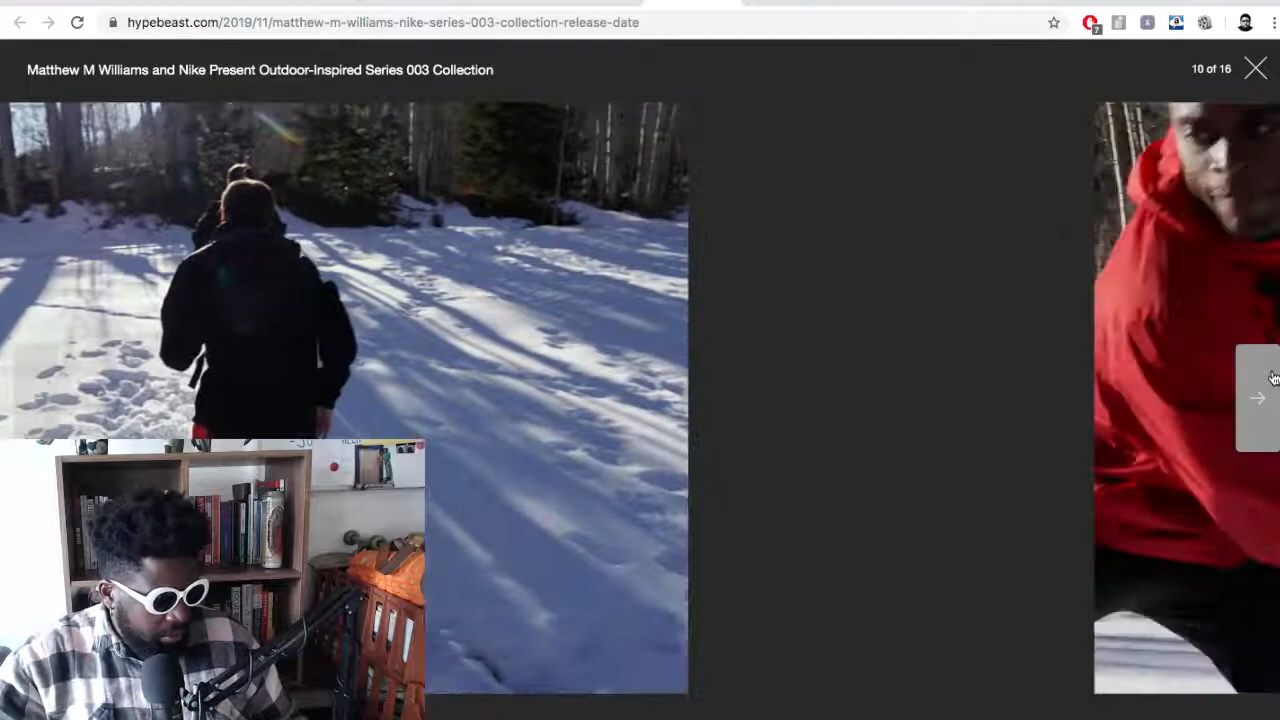 hypebeast.com/2019/11/matthew-m-williams-nike-series-003-collection-release-date
7
Matthew M Williams and Nike Present Outdoor-Inspired Series 003 Collection
10 of 16